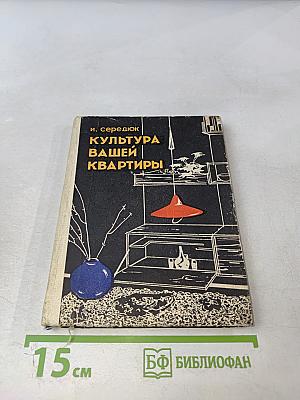 И. СЕРЕДЮК
КУЛЬТУРА
ВАШЕЙ
КВАРТИРЫ
15 см
БФ БИБЛИОФАН